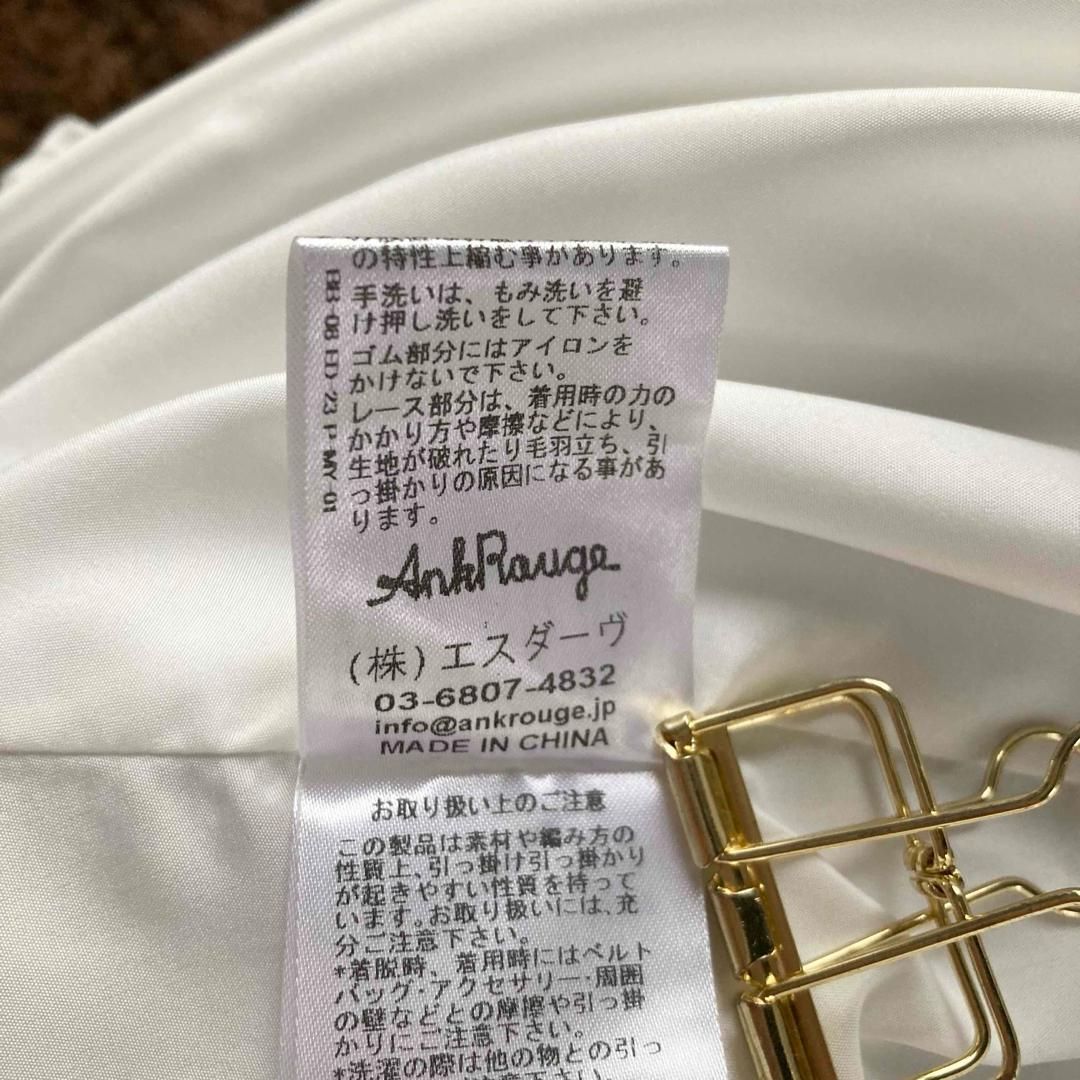 の特性上縮む事があります。
手洗いは、もみ洗いを避
け押し洗いをして下さい。
ゴム部分にはアイロンを
かけないで下さい。
レース部分は、着用時の力の
かかり方や摩擦などにより、
生地が破れたり毛羽立ち、引
っ掛かりの原因になる事があ
ります。
AnkRouge
(株)エスダーヴ
03-6807-4832
info@ankrouge.jp
MADE IN CHINA
お取り扱い上のご注意
この製品は素材や編み方の
性質上、引っ掛け引っ掛かり
が起きやすい性質を持って
います。お取り扱いには、充
分ご注意下さい。
*着脱時、着用時にはベルト
バッグ・アクセサリー・周囲
の壁などとの摩擦や引っ掛
かりにご注意下さい。
*洗濯の際は他の物との引っ